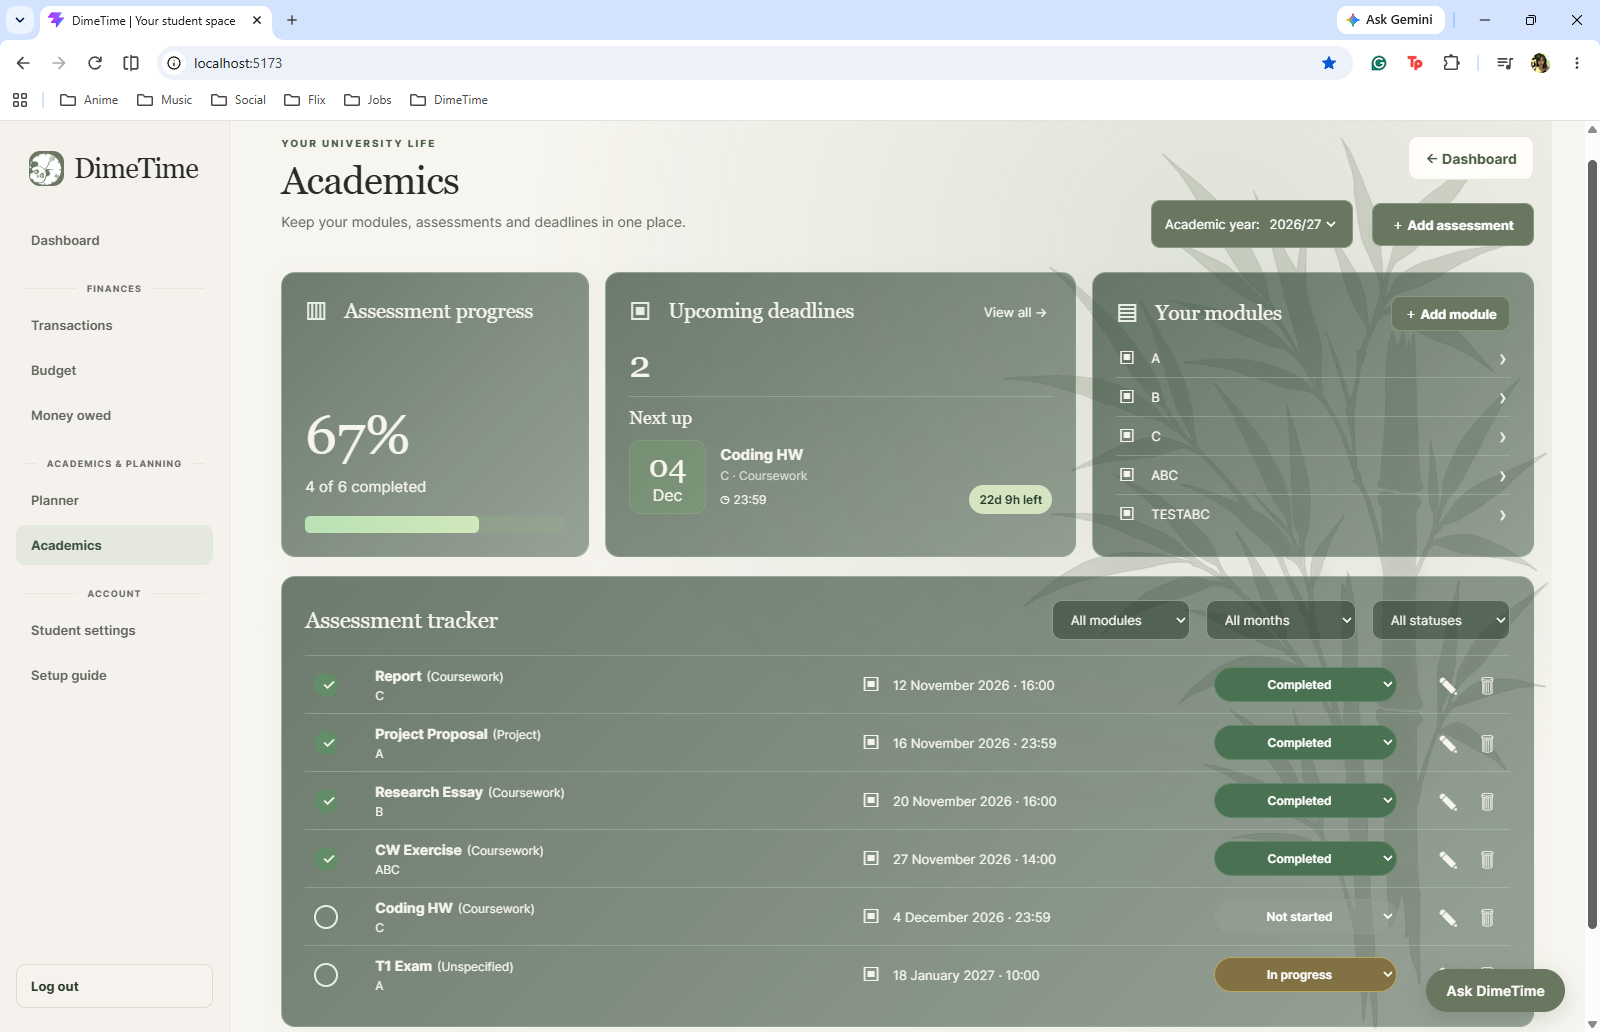 DimeTime | Your student space
Ask Gemini
localhost:5173
Anime
Music
Social
Flix
Jobs
DimeTime
DimeTime
Dashboard
FINANCES
Transactions
Budget
Money owed
ACADEMICS & PLANNING
Planner
Academics
ACCOUNT
Student settings
Setup guide
Log out
YOUR UNIVERSITY LIFE
Academics
Keep your modules, assessments and deadlines in one place.
← Dashboard
Academic year: 2026/27
+ Add assessment
Assessment progress
67%
4 of 6 completed
Upcoming deadlines
View all →
2
Next up
04
Dec
Coding HW
C · Coursework
23:59
22d 9h left
Your modules
+ Add module
A
B
C
ABC
TESTABC
Assessment tracker
All modules
All months
All statuses
Report (Coursework)
C
12 November 2026 · 16:00
Completed
Project Proposal (Project)
A
16 November 2026 · 23:59
Completed
Research Essay (Coursework)
B
20 November 2026 · 16:00
Completed
CW Exercise (Coursework)
ABC
27 November 2026 · 14:00
Completed
Coding HW (Coursework)
C
4 December 2026 · 23:59
Not started
T1 Exam (Unspecified)
A
18 January 2027 · 10:00
In progress
Ask DimeTime